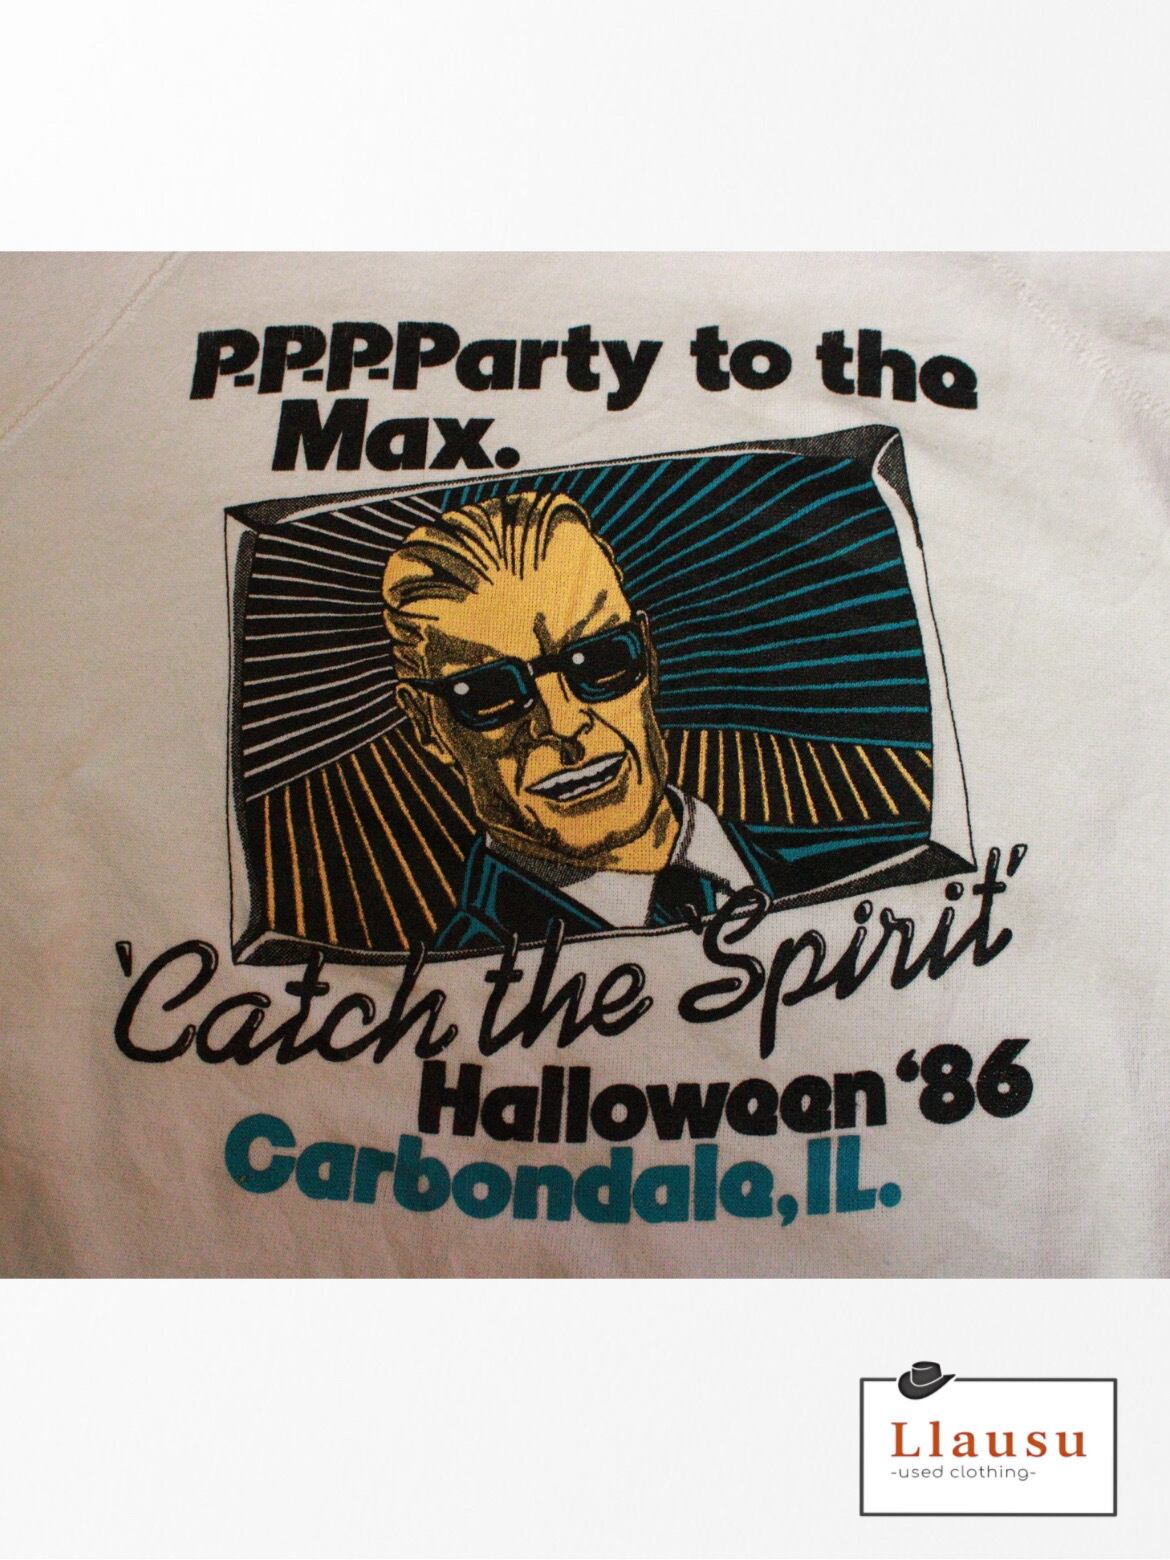 P-P-P-Party to the
Max.
'Catch the Spirit'
Halloween '86
Carbondale, IL.
Llausu
-used clothing-